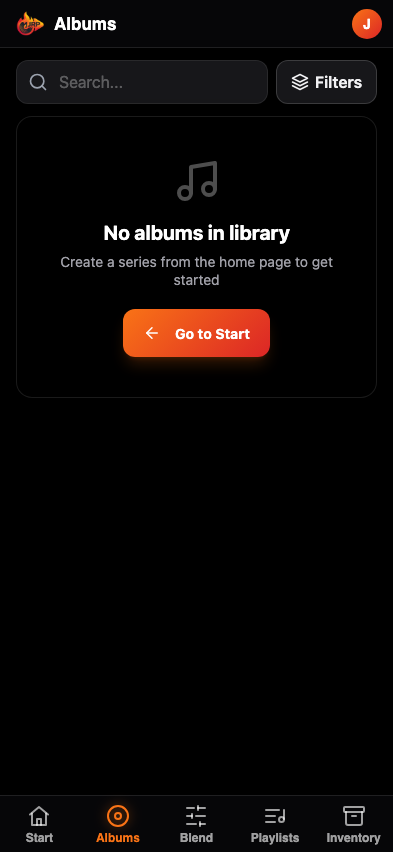 Albums
J
Search...
Filters
No albums in library
Create a series from the home page to get
started
Go to Start
Start
Albums
Blend
Playlists
Inventory